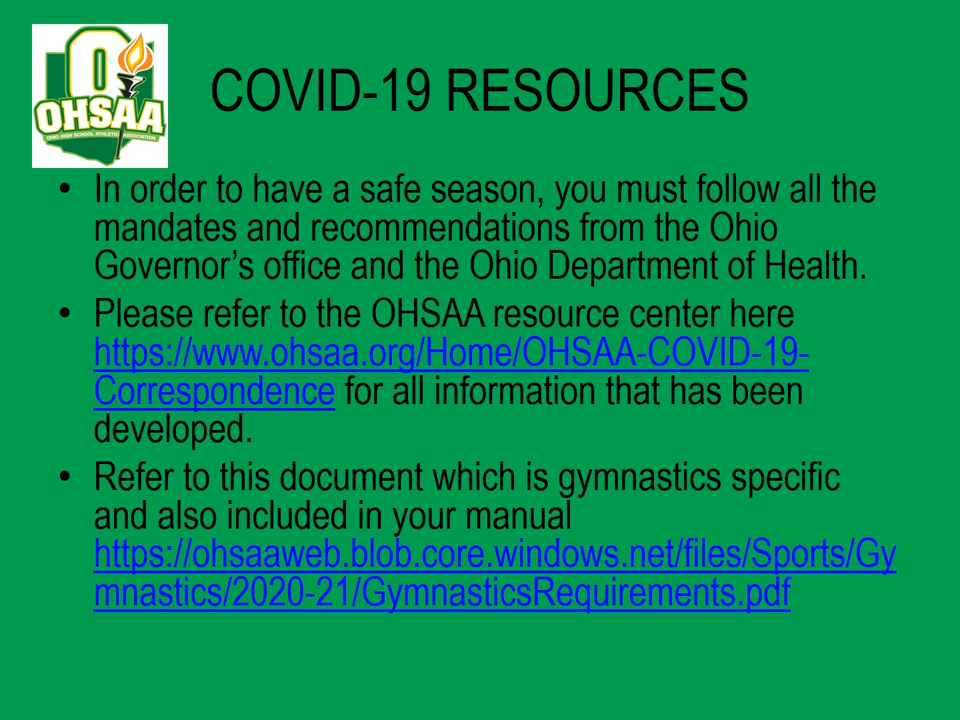 OHSAA
OHIO HIGH SCHOOL ATHLETIC ASSOCIATION
COVID-19 RESOURCES
• In order to have a safe season, you must follow all the
mandates and recommendations from the Ohio
Governor’s office and the Ohio Department of Health.
• Please refer to the OHSAA resource center here
https://www.ohsaa.org/Home/OHSAA-COVID-19-
Correspondence for all information that has been
developed.
• Refer to this document which is gymnastics specific
and also included in your manual
https://ohsaaweb.blob.core.windows.net/files/Sports/Gy
mnastics/2020-21/GymnasticsRequirements.pdf